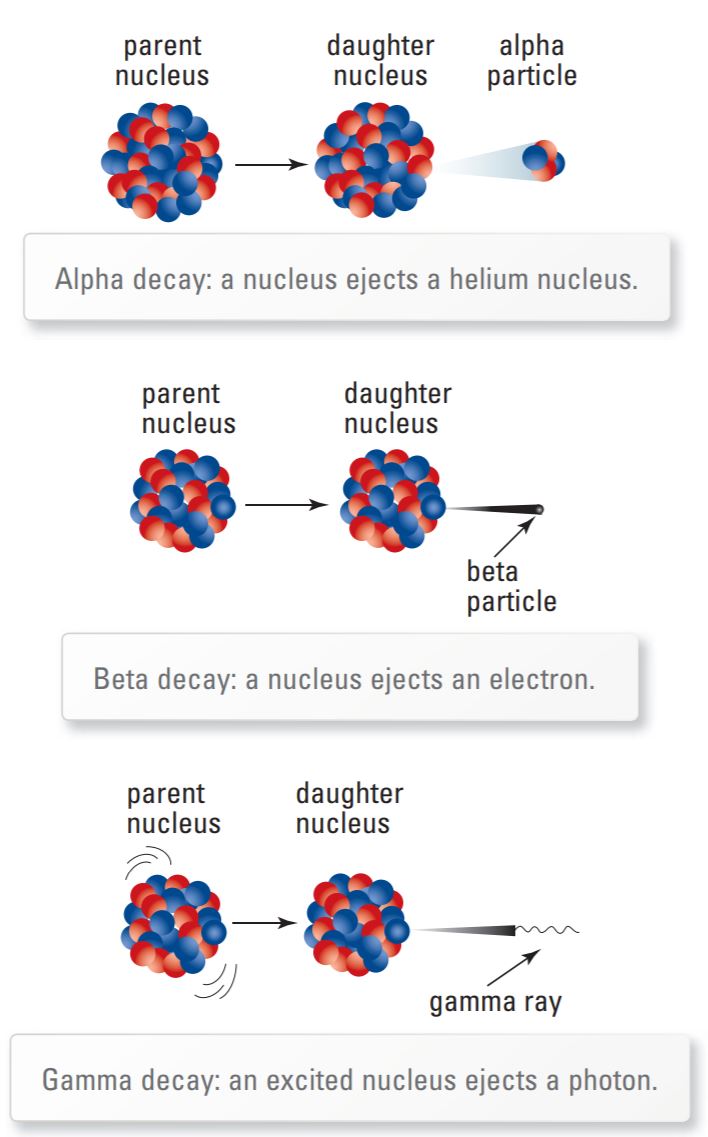 parent
nucleus
daughter
nucleus
alpha
particle
Alpha decay: a nucleus ejects a helium nucleus.
parent
nucleus
daughter
nucleus
beta
particle
Beta decay: a nucleus ejects an electron.
parent
nucleus
daughter
nucleus
gamma ray
Gamma decay: an excited nucleus ejects a photon.